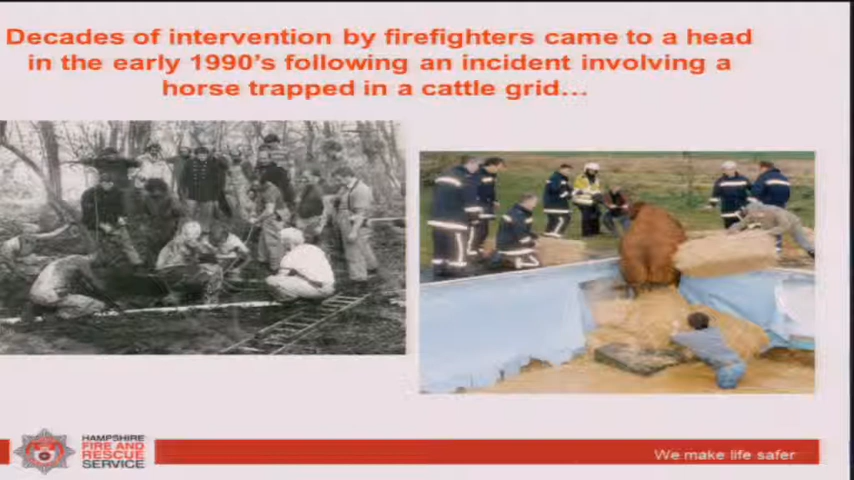 Decades of intervention by firefighters came to a head
in the early 1990's following an incident involving a
horse trapped in a cattle grid...
HAMPSHIRE
FIRE AND
RESCUE
SERVICE
We make life safer